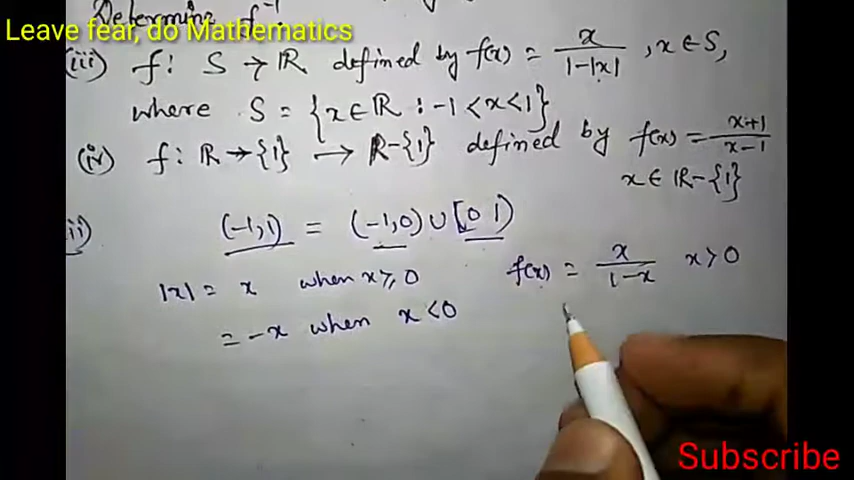 Determine f⁻¹.
Leave fear, do Mathematics
(iii) f: S → ℝ defined by f(x) = x/(1-|x|), x ∈ S,
where S = {x ∈ ℝ : -1 < x < 1}
(iv) f: ℝ → {1} → ℝ-{1} defined by f(x) = (x+1)/(x-1)
x ∈ ℝ-{1}
ii) (-1,1) = (-1,0) ∪ [0 1)
|x| = x when x ≥ 0 f(x) = x/(1-x) x > 0
= -x when x < 0
Subscribe